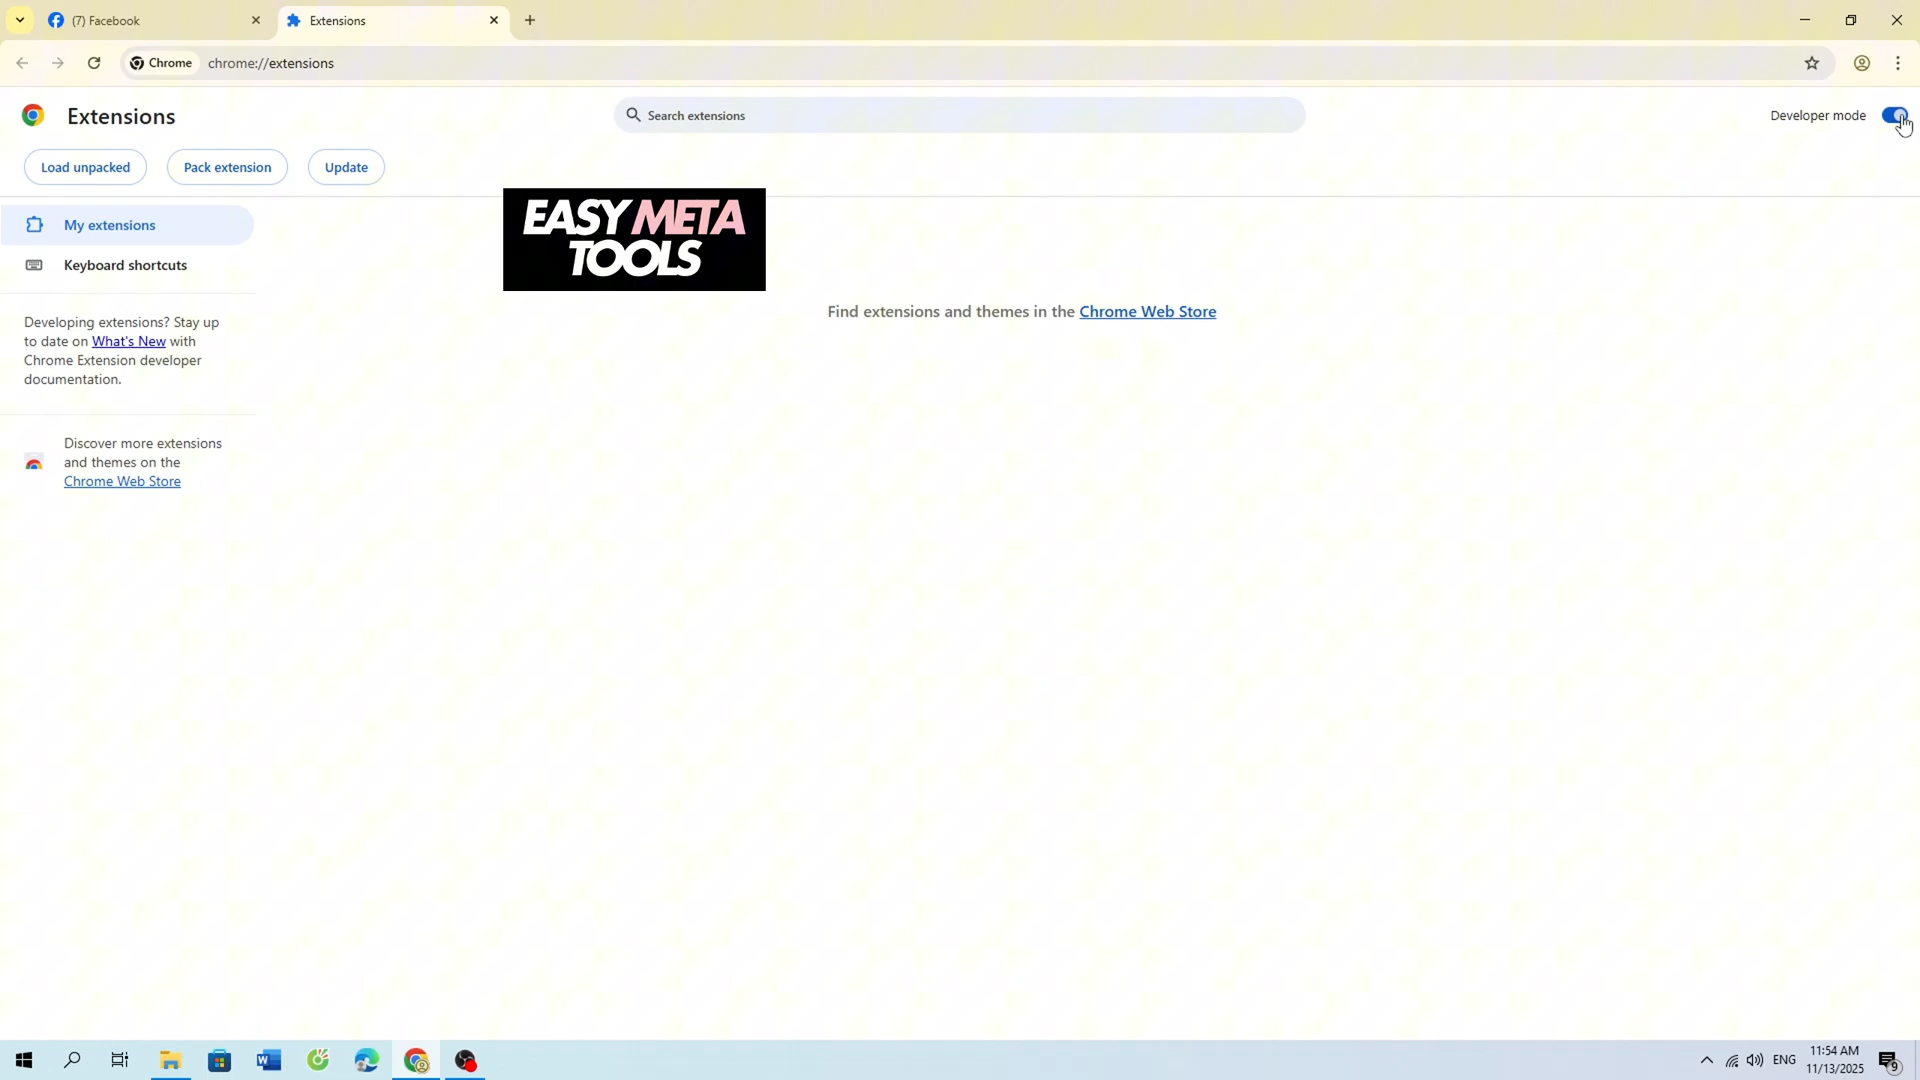 (7) Facebook
Extensions
Chrome
chrome://extensions
Extensions
Search extensions
Developer mode
Load unpacked
Pack extension
Update
My extensions
Keyboard shortcuts
Developing extensions? Stay up
to date on What's New with
Chrome Extension developer
documentation.
Discover more extensions
and themes on the
Chrome Web Store
EASY META
TOOLS
Find extensions and themes in the Chrome Web Store
W
ENG
11:54 AM
11/13/2025
9